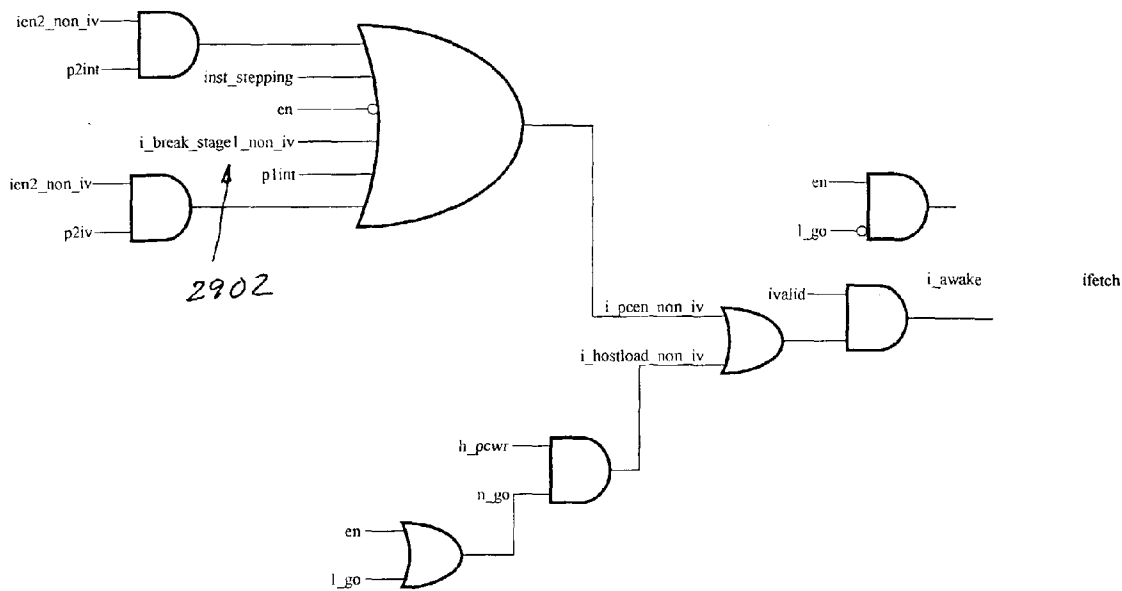 ien2_non_iv
p2int
inst_stepping
en
i_break_stage1_non_iv
p1int
ien2_non_iv
p2iv
2902
en
l_go
i_awake
ifetch
ivalid
i_pcen_non_iv
i_hostload_non_iv
h_pcwr
n_go
en
l_go